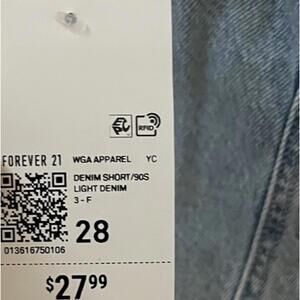 RFID
FOREVER 21 WGA APPAREL YC
DENIM SHORT/90S
LIGHT DENIM
3 - F
28
013616750106
$27.99